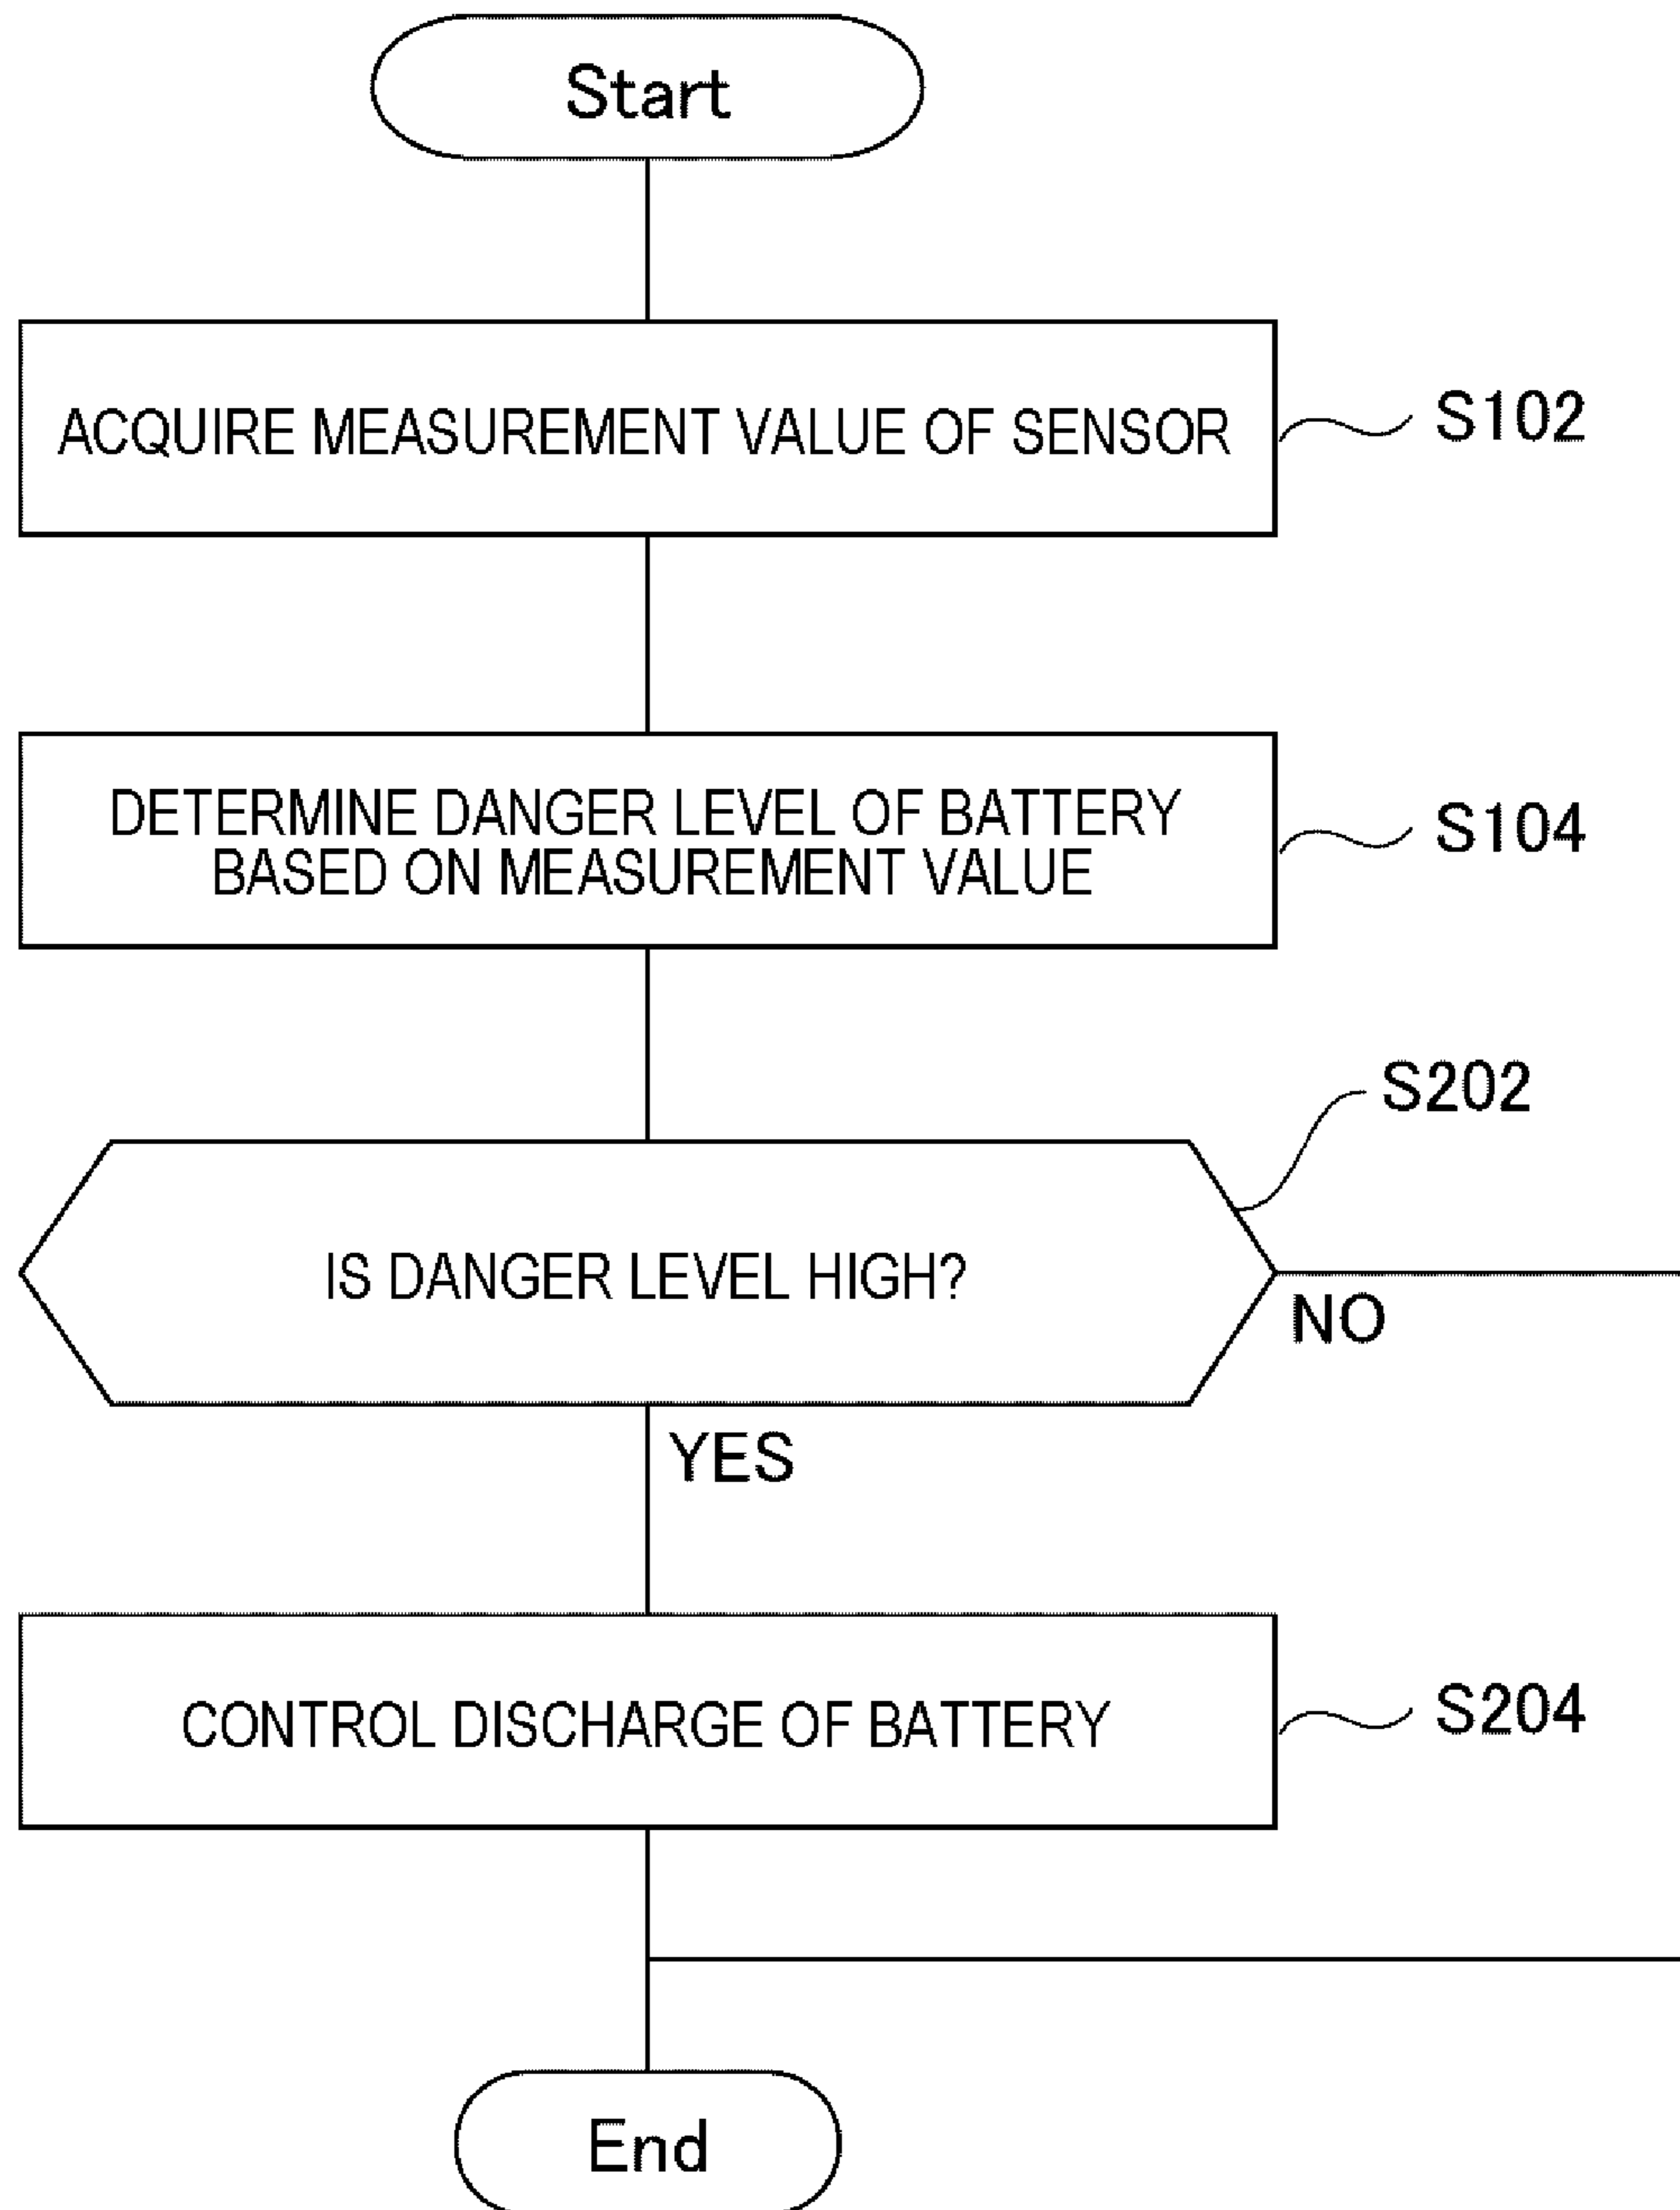 Start
ACQUIRE MEASUREMENT VALUE OF SENSOR
S102
DETERMINE DANGER LEVEL OF BATTERY
BASED ON MEASUREMENT VALUE
S104
S202
IS DANGER LEVEL HIGH?
NO
YES
CONTROL DISCHARGE OF BATTERY
S204
End